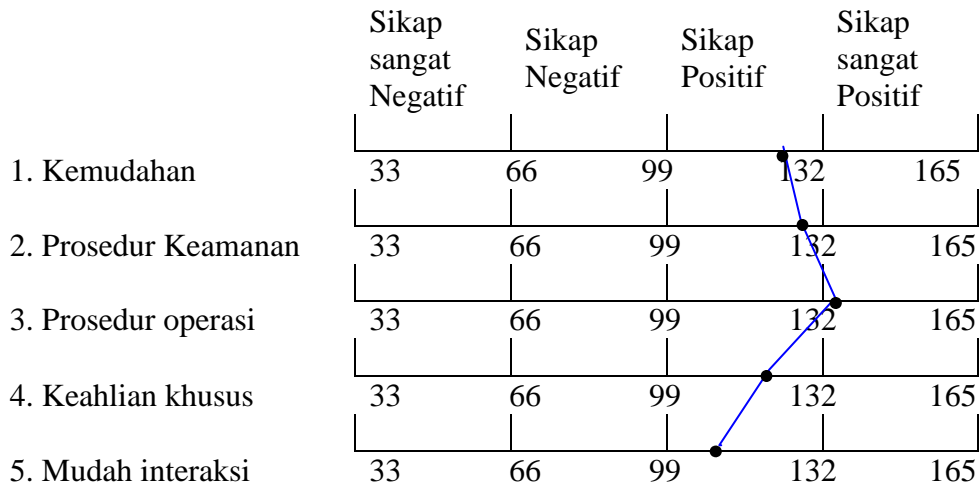 Sikap
sangat
Negatif
Sikap
Negatif
Sikap
Positif
Sikap
sangat
Positif
1. Kemudahan 33 66 99 132 165
2. Prosedur Keamanan 33 66 99 132 165
3. Prosedur operasi 33 66 99 132 165
4. Keahlian khusus 33 66 99 132 165
5. Mudah interaksi 33 66 99 132 165